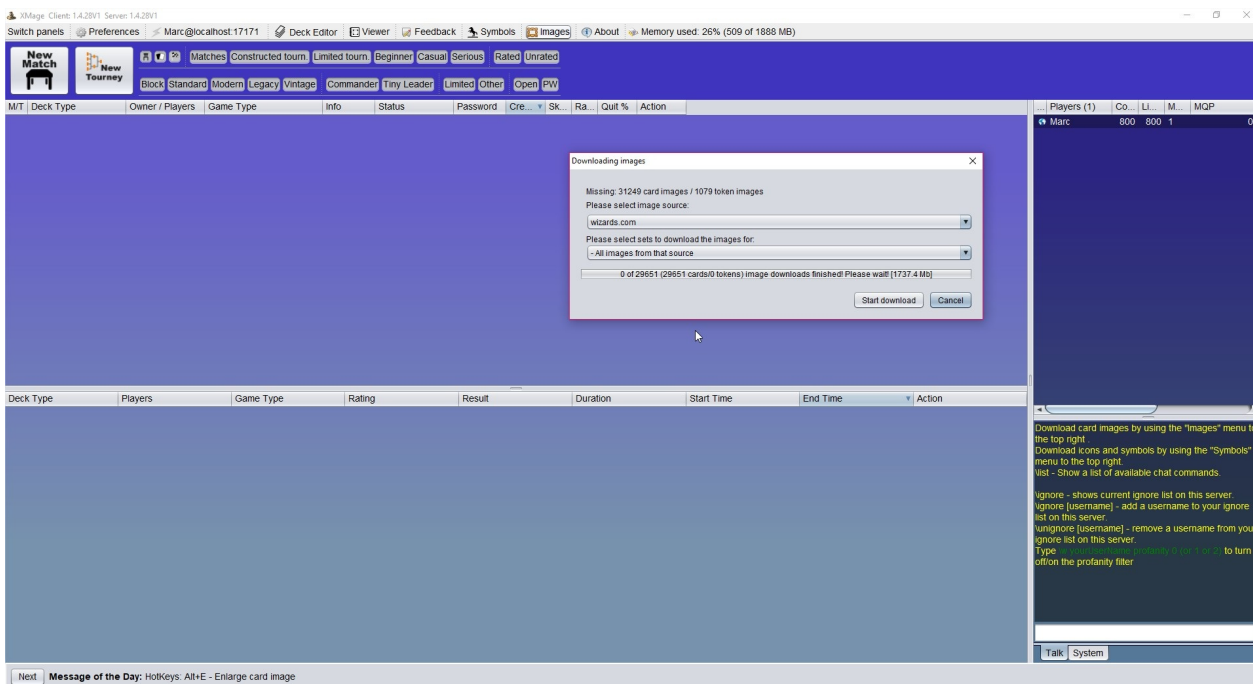 XMage Client: 1.4.28V1 Server: 1.4.28V1
Switch panels Preferences Marc@localhost:17171 Deck Editor Viewer Feedback Symbols Images About Memory used: 26% (509 of 1888 MB)
New Match
New Tourney
Matches Constructed tourn. Limited tourn. Beginner Casual Serious Rated Unrated
Block Standard Modern Legacy Vintage Commander Tiny Leader Limited Other Open PW
M/T Deck Type Owner / Players Game Type Info Status Password Cre... Sk... Ra... Quit % Action
... Players (1) Co... Li... M... MQP
Marc 800 800 1 0
Downloading images
Missing: 31249 card images / 1079 token images
Please select image source:
wizards.com
Please select sets to download the images for:
- All images from that source
0 of 29651 (29651 cards/0 tokens) image downloads finished! Please wait! [1737.4 Mb]
Start download Cancel
Deck Type Players Game Type Rating Result Duration Start Time End Time Action
Download card images by using the "Images" menu to
the top right .
Download icons and symbols by using the "Symbols"
menu to the top right.
\list - Show a list of available chat commands.
\ignore - shows current ignore list on this server.
\ignore [username] - add a username to your ignore
list on this server.
\unignore [username] - remove a username from you
ignore list on this server.
Type \w yourUsername profanity 0 (or 1 or 2) to turn
off/on the profanity filter
Talk System
Next Message of the Day: HotKeys: Alt+E - Enlarge card image